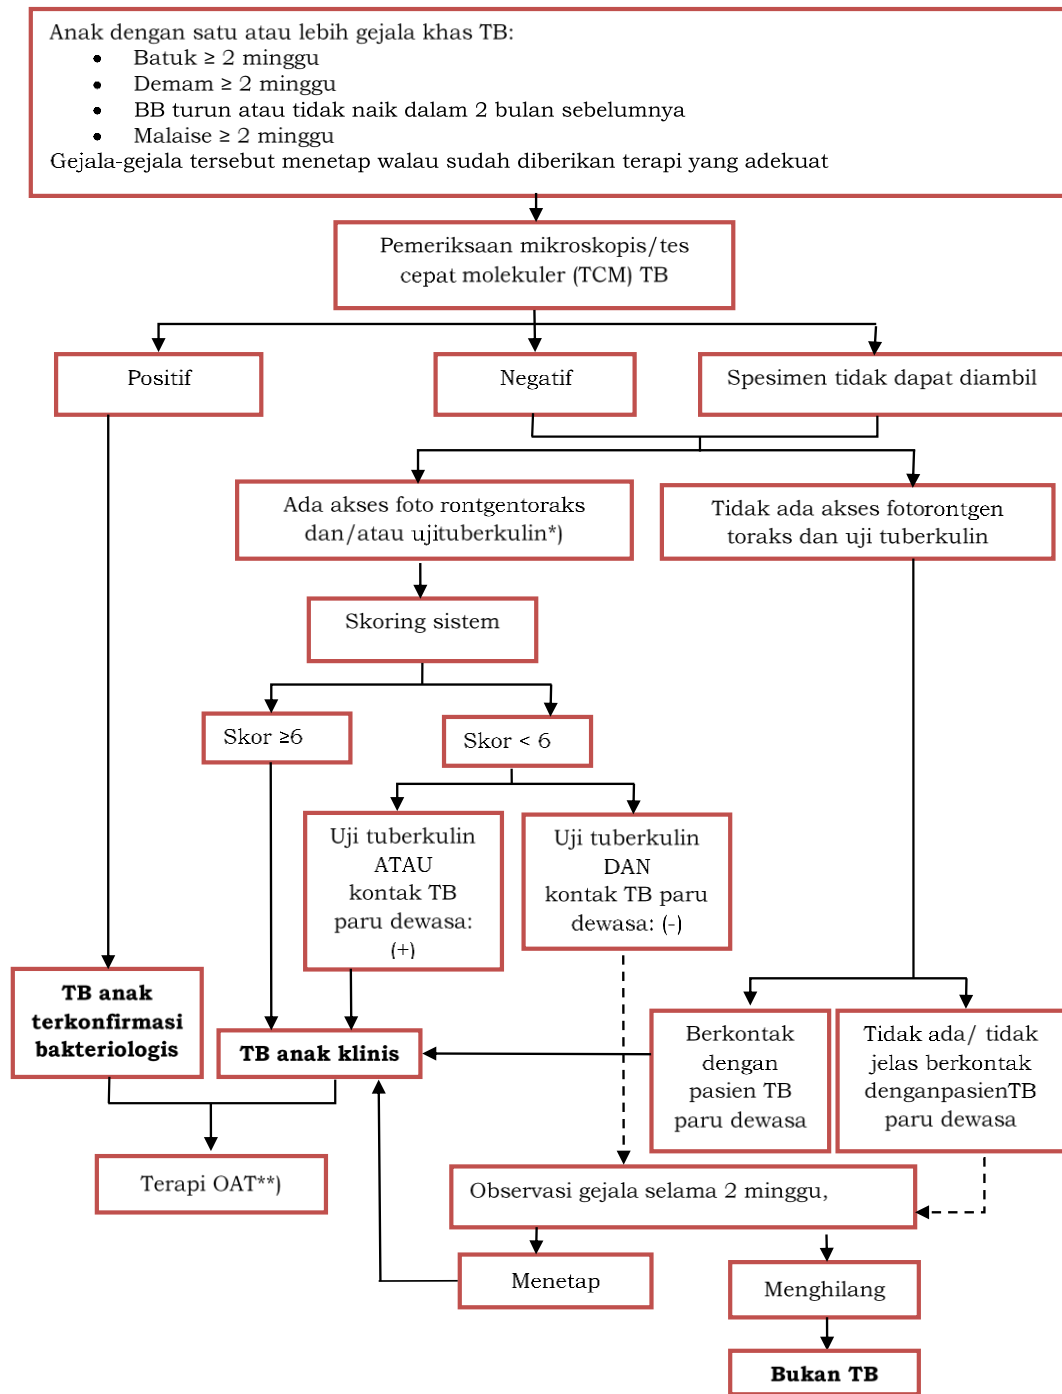 Anak dengan satu atau lebih gejala khas TB:
• Batuk ≥ 2 minggu
• Demam ≥ 2 minggu
• BB turun atau tidak naik dalam 2 bulan sebelumnya
• Malaise ≥ 2 minggu
Gejala-gejala tersebut menetap walau sudah diberikan terapi yang adekuat
Pemeriksaan mikroskopis/tes
cepat molekuler (TCM) TB
Positif
Negatif
Spesimen tidak dapat diambil
Ada akses foto rontgentoraks
dan/atau ujituberkulin*)
Tidak ada akses fotorontgen
toraks dan uji tuberkulin
Skoring sistem
Skor ≥6
Skor < 6
Uji tuberkulin
ATAU
kontak TB
paru dewasa:
(+)
Uji tuberkulin
DAN
kontak TB paru
dewasa: (-)
TB anak
terkonfirmasi
bakteriologis
TB anak klinis
Berkontak
dengan
pasien TB
paru dewasa
Tidak ada/ tidak
jelas berkontak
denganpasienTB
paru dewasa
Terapi OAT**)
Observasi gejala selama 2 minggu,
Menetap
Menghilang
Bukan TB